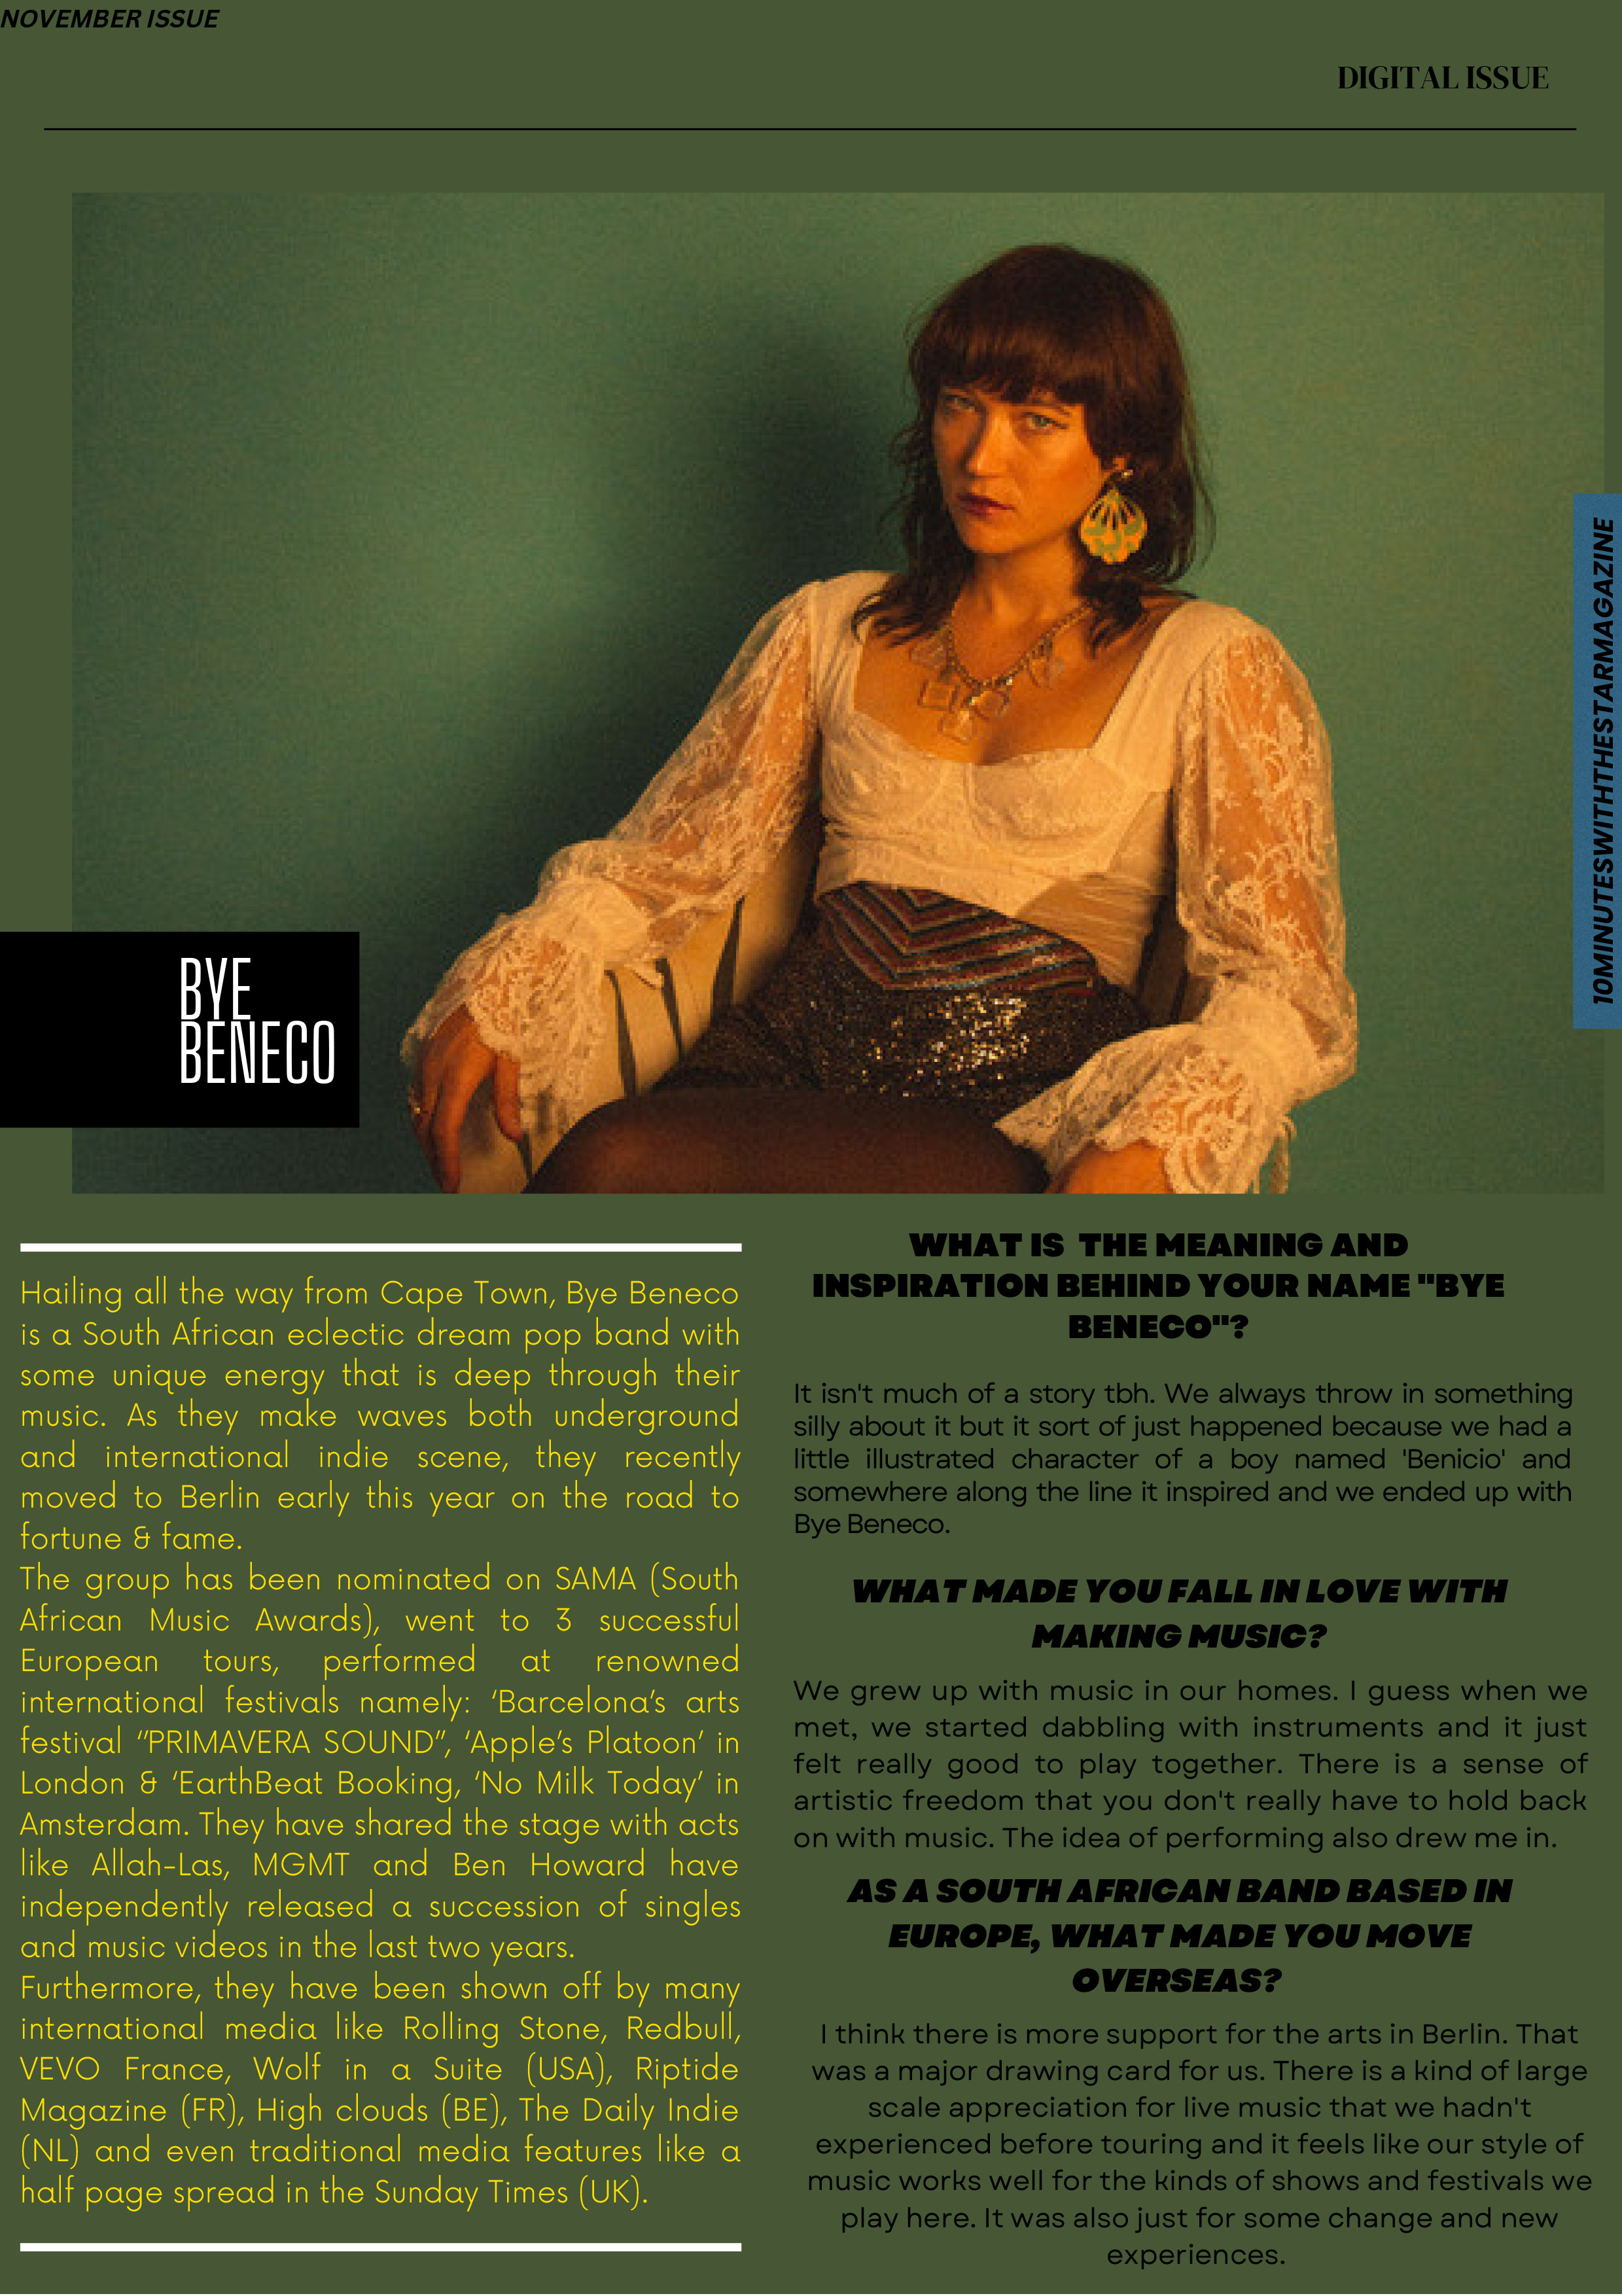 NOVEMBER ISSUE
DIGITAL ISSUE
10MINUTESWITHTHESTARMAGAZINE
BYE
BENECO
Hailing all the way from Cape Town, Bye Beneco
is a South African eclectic dream pop band with
some unique energy that is deep through their
music. As they make waves both underground
and international indie scene, they recently
moved to Berlin early this year on the road to
fortune & fame.
The group has been nominated on SAMA (South
African Music Awards), went to 3 successful
European tours, performed at renowned
international festivals namely: ‘Barcelona’s arts
festival “PRIMAVERA SOUND”, ‘Apple’s Platoon’ in
London & ‘EarthBeat Booking, ‘No Milk Today’ in
Amsterdam. They have shared the stage with acts
like Allah-Las, MGMT and Ben Howard have
independently released a succession of singles
and music videos in the last two years.
Furthermore, they have been shown off by many
international media like Rolling Stone, Redbull,
VEVO France, Wolf in a Suite (USA), Riptide
Magazine (FR), High clouds (BE), The Daily Indie
(NL) and even traditional media features like a
half page spread in the Sunday Times (UK).
WHAT IS THE MEANING AND
INSPIRATION BEHIND YOUR NAME "BYE
BENECO"?
It isn't much of a story tbh. We always throw in something
silly about it but it sort of just happened because we had a
little illustrated character of a boy named 'Benicio' and
somewhere along the line it inspired and we ended up with
Bye Beneco.
WHAT MADE YOU FALL IN LOVE WITH
MAKING MUSIC?
We grew up with music in our homes. I guess when we
met, we started dabbling with instruments and it just
felt really good to play together. There is a sense of
artistic freedom that you don't really have to hold back
on with music. The idea of performing also drew me in.
AS A SOUTH AFRICAN BAND BASED IN
EUROPE, WHAT MADE YOU MOVE
OVERSEAS?
I think there is more support for the arts in Berlin. That
was a major drawing card for us. There is a kind of large
scale appreciation for live music that we hadn't
experienced before touring and it feels like our style of
music works well for the kinds of shows and festivals we
play here. It was also just for some change and new
experiences.